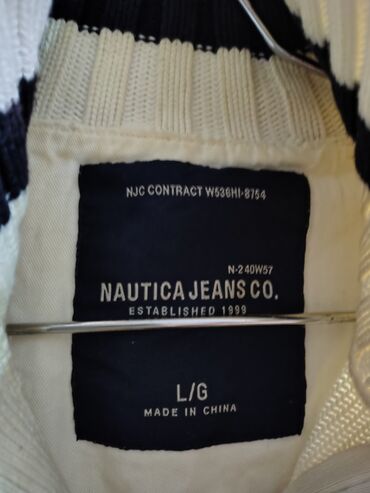 NJC CONTRACT W536HI-8754
N-240W57
NAUTICA JEANS CO.
ESTABLISHED 1999
L/G
MADE IN CHINA